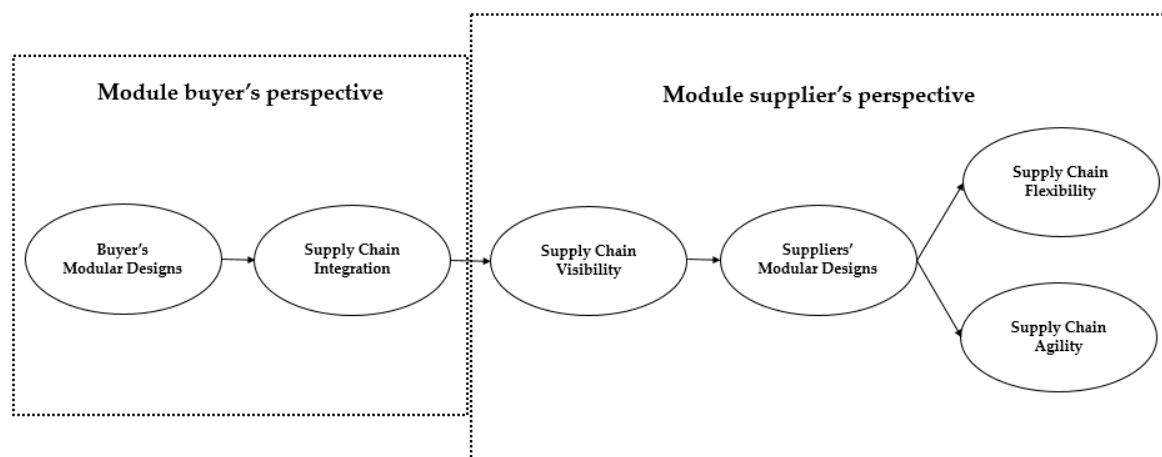 Module buyer's perspective
Module supplier's perspective
Buyer's
Modular Designs
Supply Chain
Integration
Supply Chain
Visibility
Suppliers'
Modular Designs
Supply Chain
Flexibility
Supply Chain
Agility